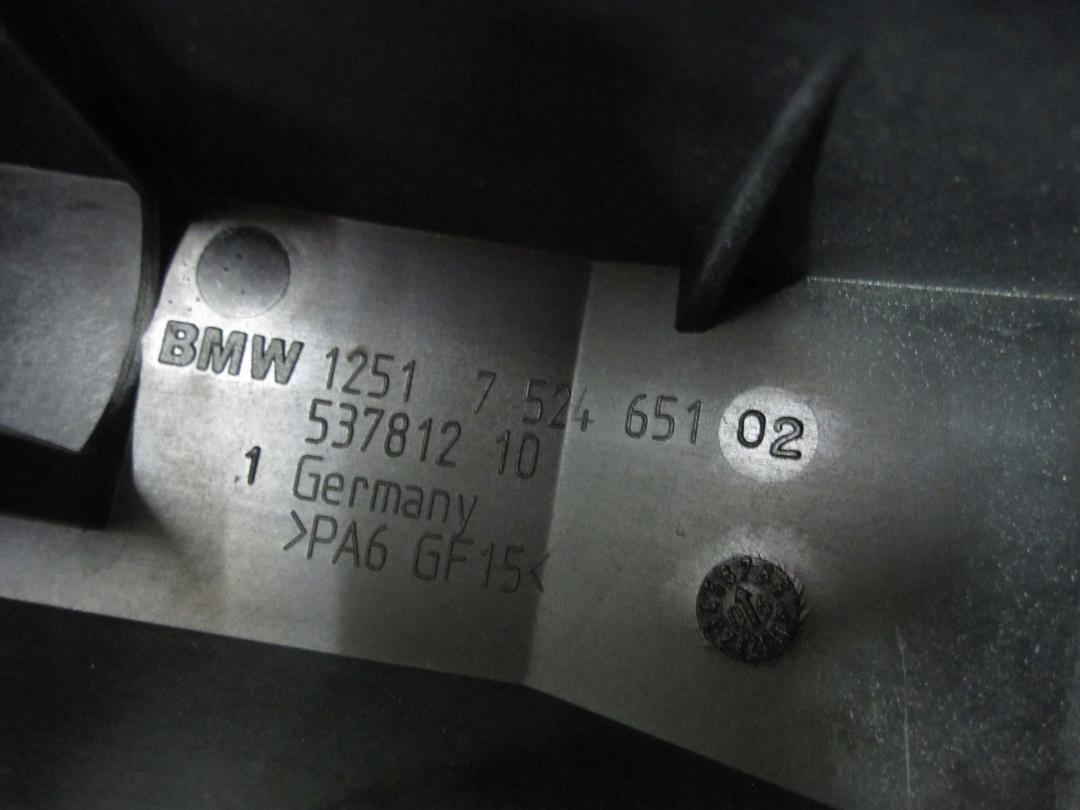 BMW 1251 7 524 651 02
537812 10
1 Germany
>PA6 GF15<